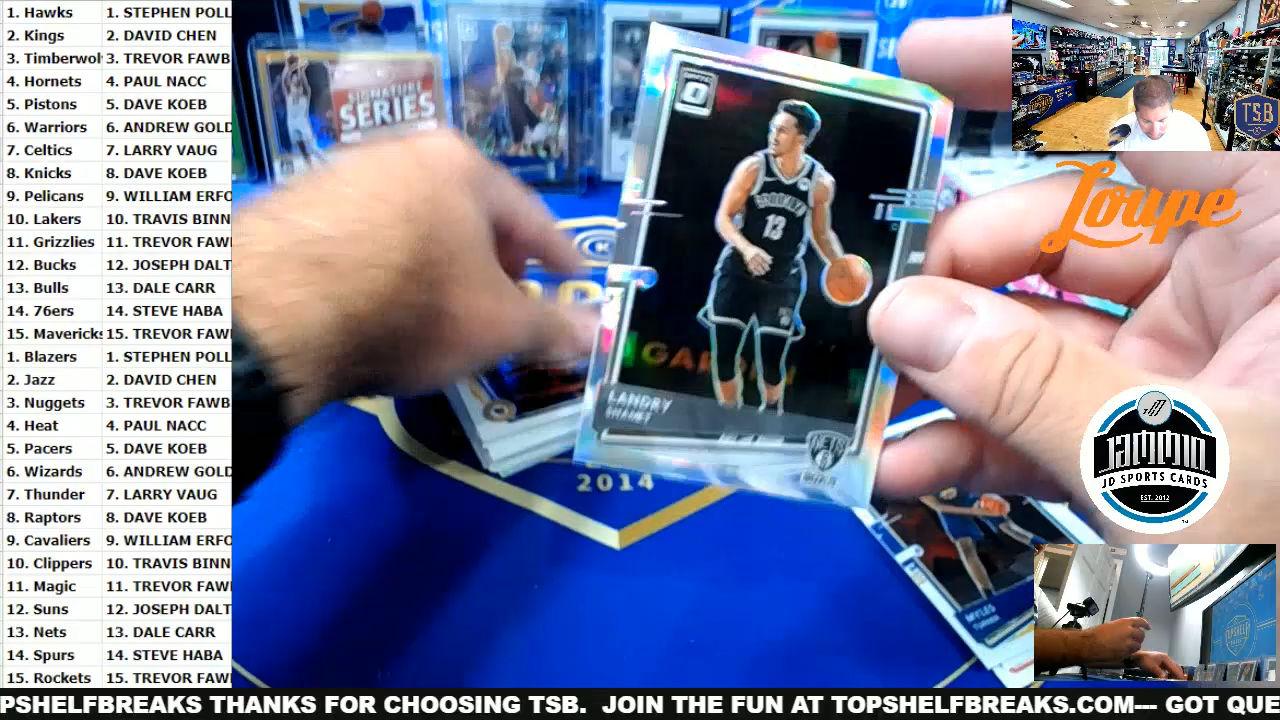 1. Hawks 1. STEPHEN POLL
2. Kings 2. DAVID CHEN
3. Timberwol 3. TREVOR FAWB
4. Hornets 4. PAUL NACC
5. Pistons 5. DAVE KOEB
6. Warriors 6. ANDREW GOLD
7. Celtics 7. LARRY VAUG
8. Knicks 8. DAVE KOEB
9. Pelicans 9. WILLIAM ERFO
10. Lakers 10. TRAVIS BINN
11. Grizzlies 11. TREVOR FAWI
12. Bucks 12. JOSEPH DALT
13. Bulls 13. DALE CARR
14. 76ers 14. STEVE HABA
15. Mavericks 15. TREVOR FAWI
1. Blazers 1. STEPHEN POLL
2. Jazz 2. DAVID CHEN
3. Nuggets 3. TREVOR FAWB
4. Heat 4. PAUL NACC
5. Pacers 5. DAVE KOEB
6. Wizards 6. ANDREW GOLD
7. Thunder 7. LARRY VAUG
8. Raptors 8. DAVE KOEB
9. Cavaliers 9. WILLIAM ERFO
10. Clippers 10. TRAVIS BINN
11. Magic 11. TREVOR FAWI
12. Suns 12. JOSEPH DALT
13. Nets 13. DALE CARR
14. Spurs 14. STEVE HABA
15. Rockets 15. TREVOR FAWI
SIGNATURE
SERIES
OPTIC
BROOKLYN
13
LANDRY
SHAMET
NETS
2014
MYLES
TURNER
TSB
Loupe
JAMMIN
JD SPORTS CARDS
EST. 2012
TOPSHELF
PSHELFBREAKS THANKS FOR CHOOSING TSB. JOIN THE FUN AT TOPSHELFBREAKS.COM--- GOT QUE